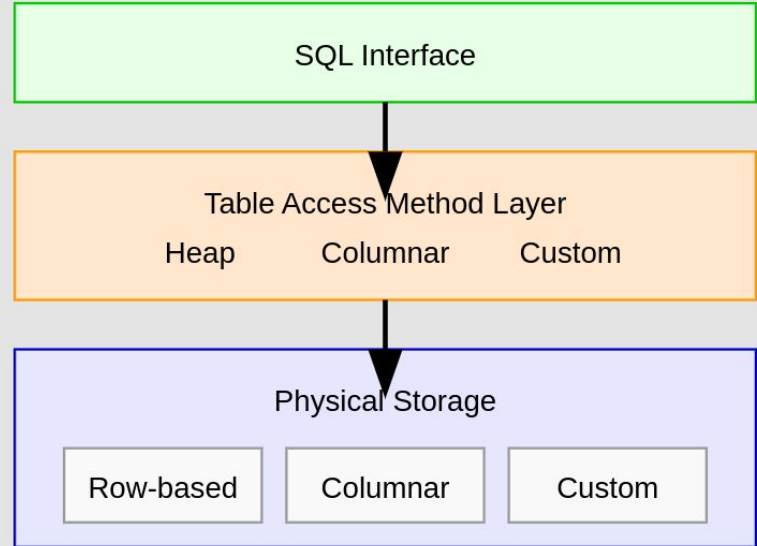 SQL Interface
Table Access Method Layer
Heap Columnar Custom
Physical Storage
Row-based Columnar Custom